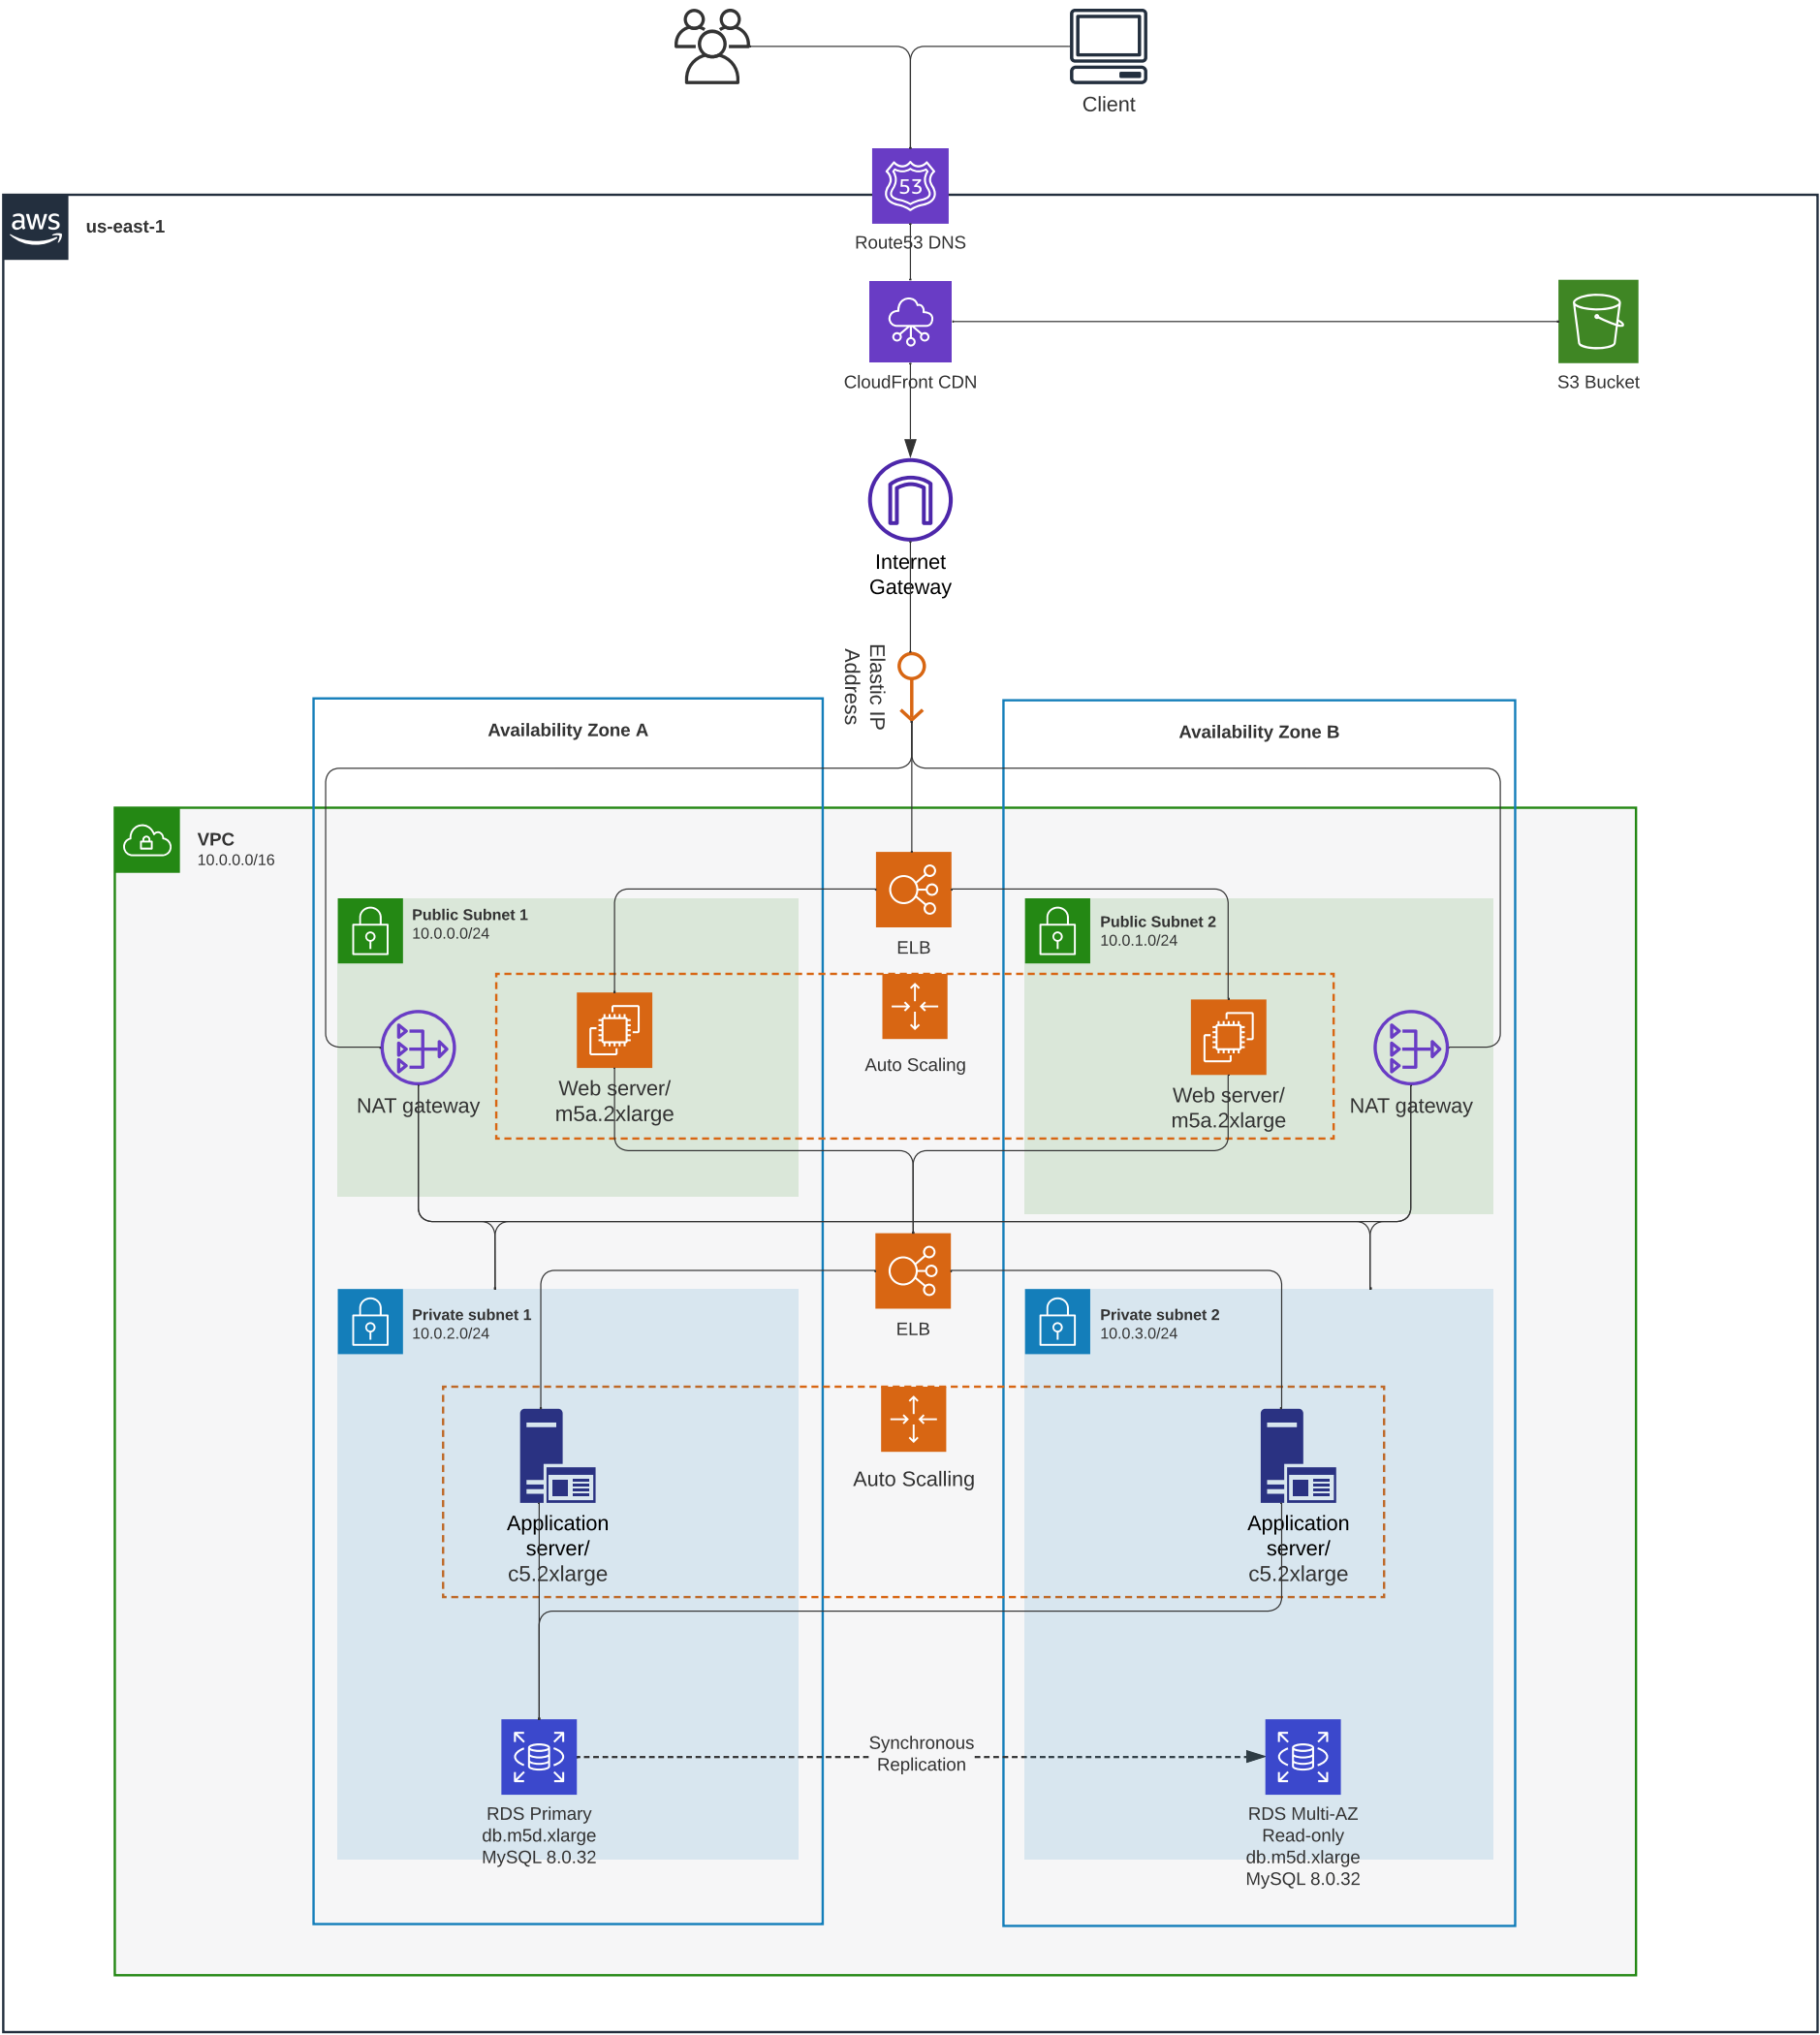 Client
53
aws
us-east-1
Route53 DNS
CloudFront CDN
S3 Bucket
Internet
Gateway
Elastic IP
Address
Availability Zone A
Availability Zone B
VPC
10.0.0.0/16
Public Subnet 1
10.0.0.0/24
ELB
Public Subnet 2
10.0.1.0/24
Auto Scaling
NAT gateway
Web server/
m5a.2xlarge
Web server/
m5a.2xlarge
NAT gateway
Private subnet 1
10.0.2.0/24
ELB
Private subnet 2
10.0.3.0/24
Auto Scalling
Application
server/
c5.2xlarge
Application
server/
c5.2xlarge
Synchronous
Replication
RDS Primary
db.m5d.xlarge
MySQL 8.0.32
RDS Multi-AZ
Read-only
db.m5d.xlarge
MySQL 8.0.32